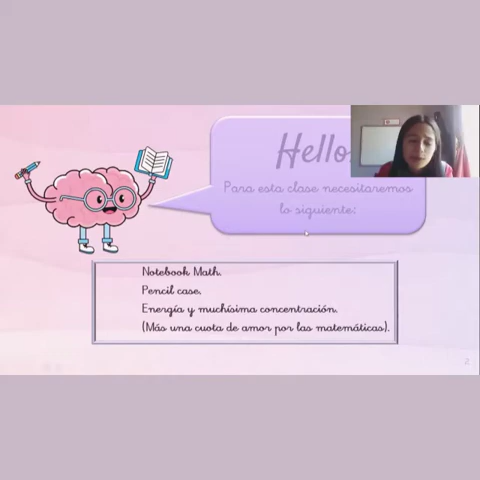 Hello
Para esta clase necesitaremos
lo siguiente:
Notebook Math.
Pencil case.
Energía y muchísima concentración.
(Más una cuota de amor por las matemáticas).
2